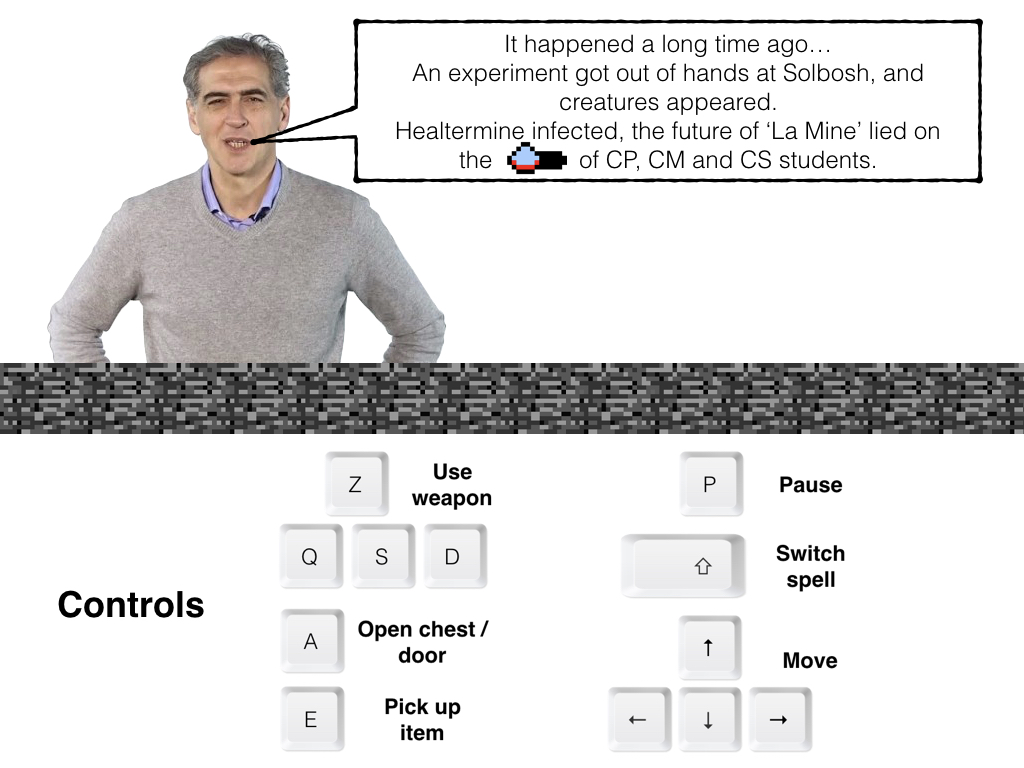 It happened a long time ago…
An experiment got out of hands at Solbosh, and
creatures appeared.
Healtermine infected, the future of ‘La Mine’ lied on
the of CP, CM and CS students.
Z
Use
weapon
Q S D
Controls
A
Open chest /
door
E
Pick up
item
P
Pause
⇧
Switch
spell
↑
Move
← ↓ →